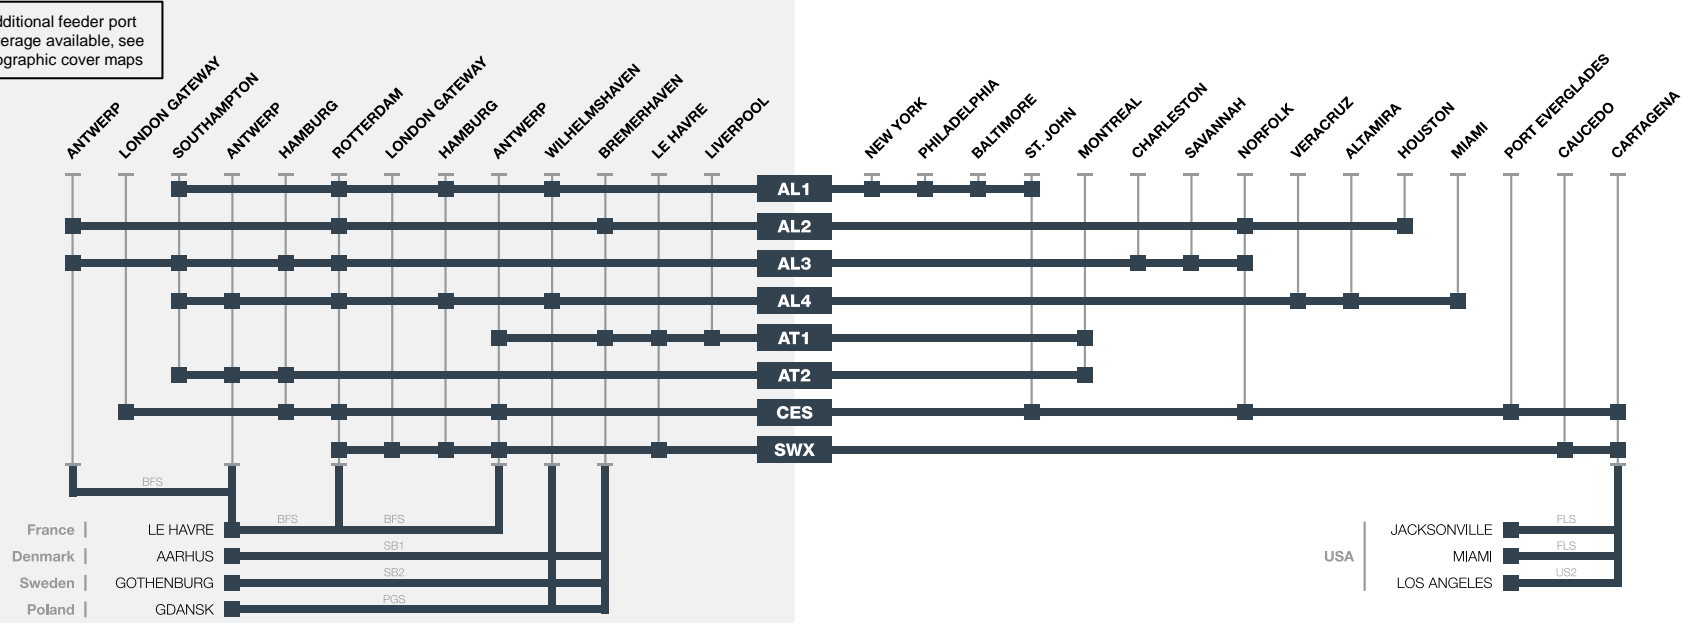 dditional feeder port
erage available, see
ographic cover maps
ANTWERP
LONDON GATEWAY
SOUTHAMPTON
ANTWERP
HAMBURG
ROTTERDAM
LONDON GATEWAY
HAMBURG
ANTWERP
WILHELMSHAVEN
BREMERHAVEN
LE HAVRE
LIVERPOOL
NEW YORK
PHILADELPHIA
BALTIMORE
ST. JOHN
MONTREAL
CHARLESTON
SAVANNAH
NORFOLK
VERACRUZ
ALTAMIRA
HOUSTON
MIAMI
PORT EVERGLADES
CAUCEDO
CARTAGENA
AL1
AL2
AL3
AL4
AT1
AT2
CES
SWX
BFS
France | LE HAVRE BFS BFS
Denmark | AARHUS SB1
Sweden | GOTHENBURG SB2
Poland | GDANSK PGS
USA
JACKSONVILLE FLS
MIAMI FLS
LOS ANGELES US2